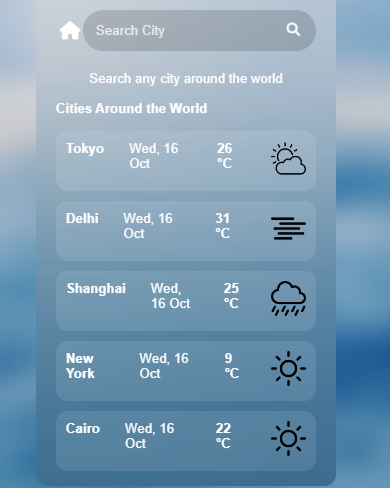 Search City
Search any city around the world
Cities Around the World
Tokyo Wed, 16 26
Oct °C
Delhi Wed, 16 31
Oct °C
Shanghai Wed, 25
16 Oct °C
New Wed, 16 9
York Oct °C
Cairo Wed, 16 22
Oct °C